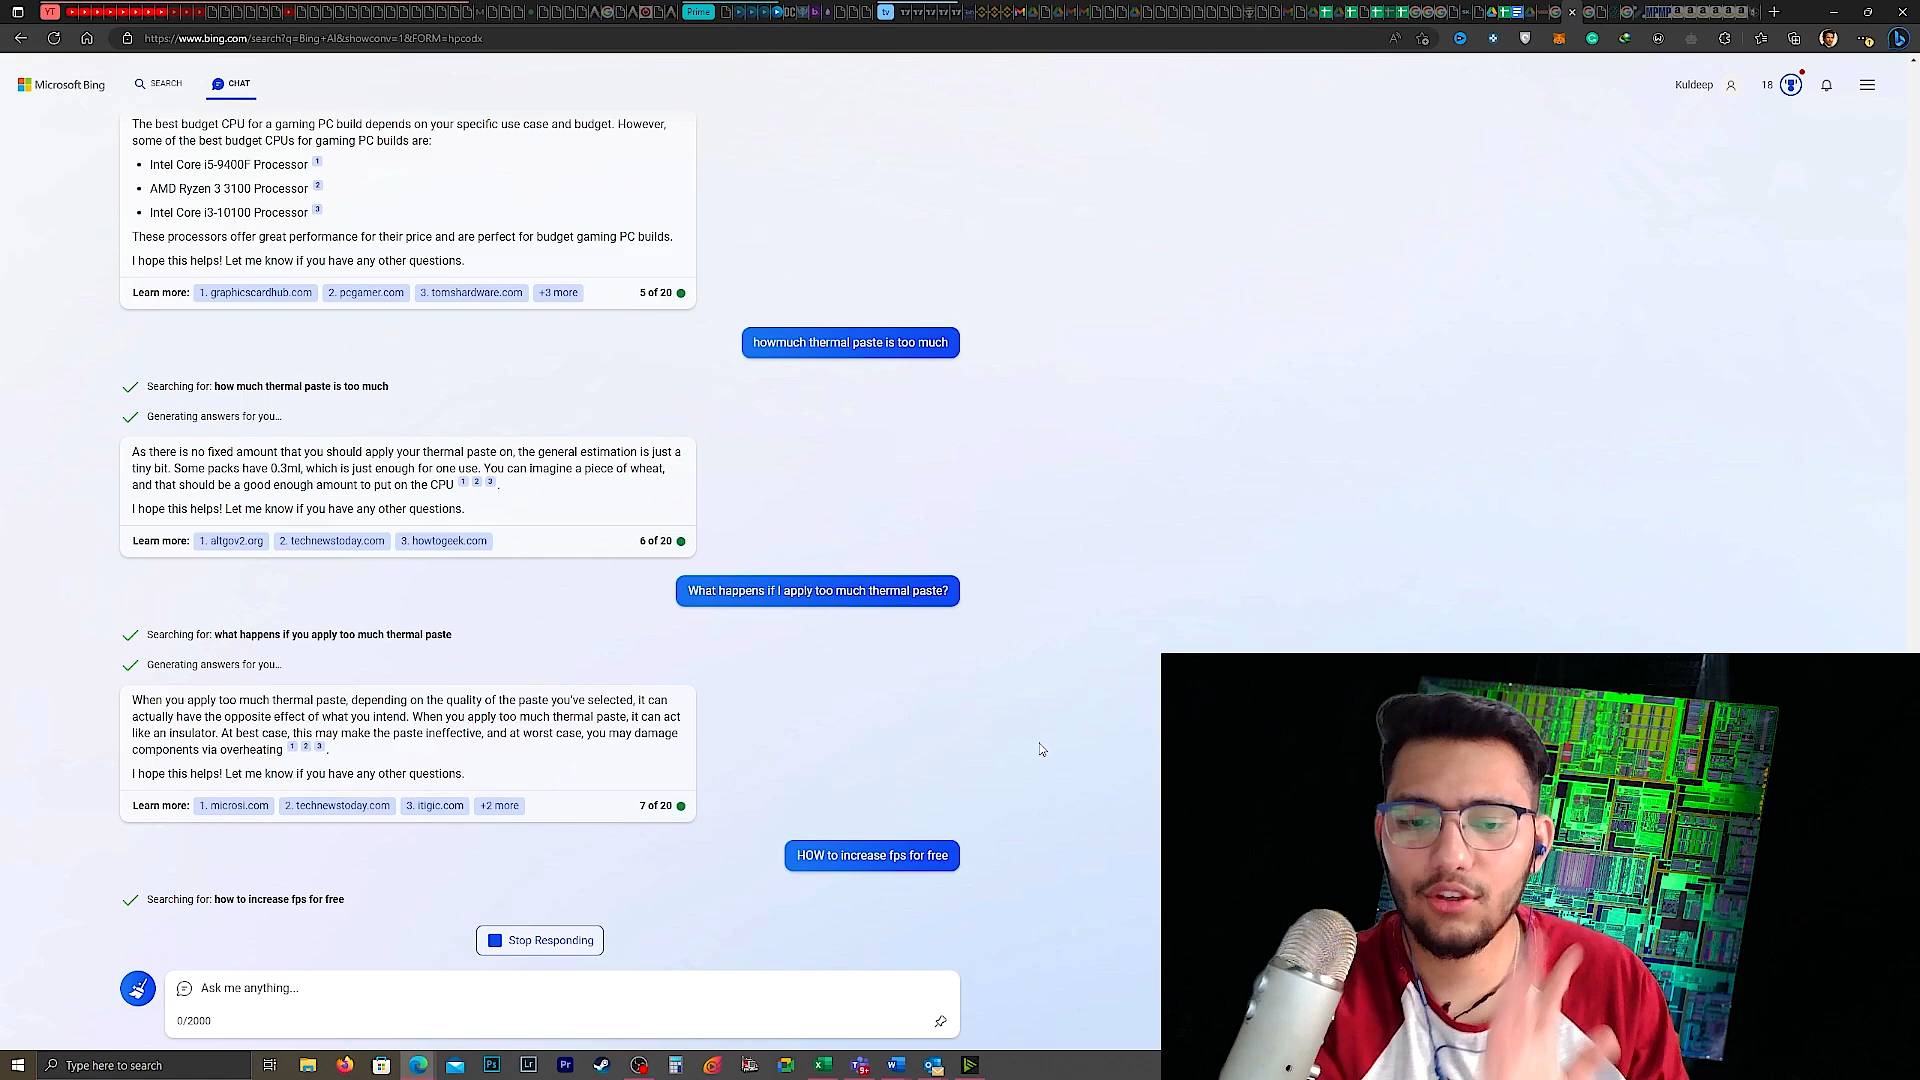 YT
Prime
tv
https://www.bing.com/search?q=Bing+AI&showconv=1&FORM=hpcodx
Microsoft Bing
SEARCH
CHAT
Kuldeep
18
The best budget CPU for a gaming PC build depends on your specific use case and budget. However,
some of the best budget CPUs for gaming PC builds are:
• Intel Core i5-9400F Processor 1
• AMD Ryzen 3 3100 Processor 2
• Intel Core i3-10100 Processor 3
These processors offer great performance for their price and are perfect for budget gaming PC builds.
I hope this helps! Let me know if you have any other questions.
Learn more: 1. graphicscardhub.com 2. pcgamer.com 3. tomshardware.com +3 more 5 of 20
howmuch thermal paste is too much
Searching for: how much thermal paste is too much
Generating answers for you...
As there is no fixed amount that you should apply your thermal paste on, the general estimation is just a
tiny bit. Some packs have 0.3ml, which is just enough for one use. You can imagine a piece of wheat,
and that should be a good enough amount to put on the CPU 1 2 3 .
I hope this helps! Let me know if you have any other questions.
Learn more: 1. altgov2.org 2. technewstoday.com 3. howtogeek.com 6 of 20
What happens if I apply too much thermal paste?
Searching for: what happens if you apply too much thermal paste
Generating answers for you...
When you apply too much thermal paste, depending on the quality of the paste you've selected, it can
actually have the opposite effect of what you intend. When you apply too much thermal paste, it can act
like an insulator. At best case, this may make the paste ineffective, and at worst case, you may damage
components via overheating 1 2 3 .
I hope this helps! Let me know if you have any other questions.
Learn more: 1. microsi.com 2. technewstoday.com 3. itigic.com +2 more 7 of 20
HOW to increase fps for free
Searching for: how to increase fps for free
Stop Responding
Ask me anything...
0/2000
Type here to search
Ps
Lr
Pr
9+